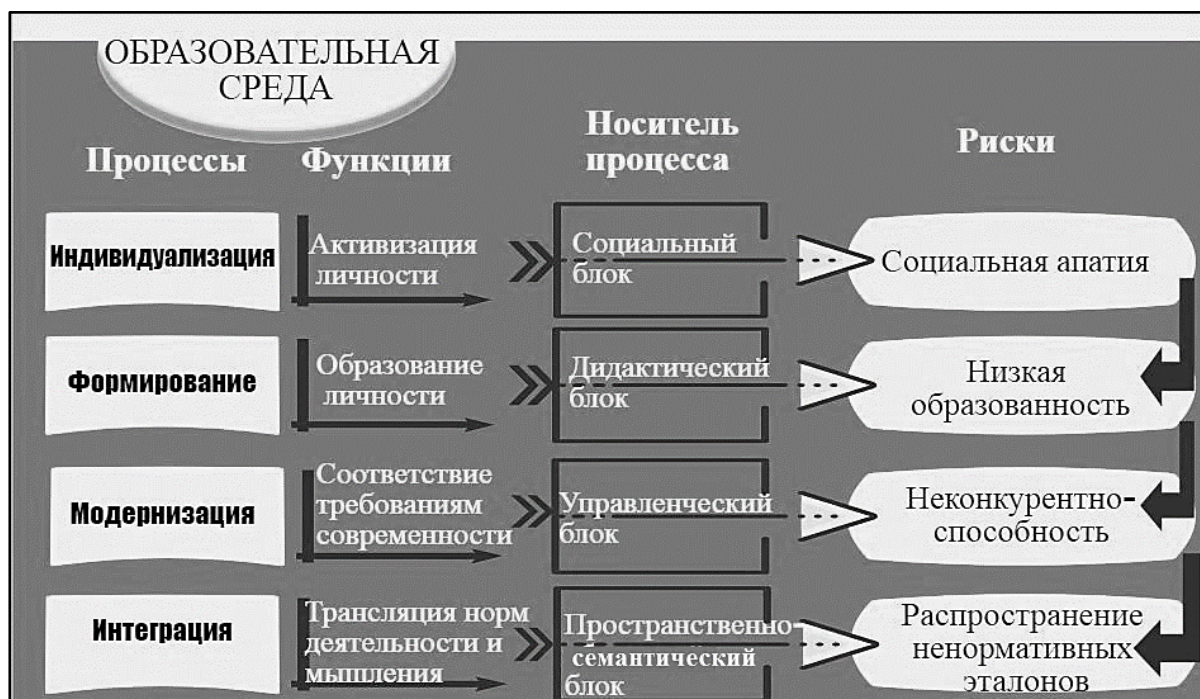 ОБРАЗОВАТЕЛЬНАЯ
СРЕДА
Процессы
Функции
Носитель
процесса
Риски
Индивидуализация
Активизация
личности
Социальный
блок
Социальная апатия
Формирование
Образование
личности
Дидактический
блок
Низкая
образованность
Модернизация
Соответствие
требованиям
современности
Управленческий
блок
Неконкурентно-
способность
Интеграция
Трансляция норм
деятельности и
мышления
Пространственно-
семантический
блок
Распространение
ненормативных
эталонов